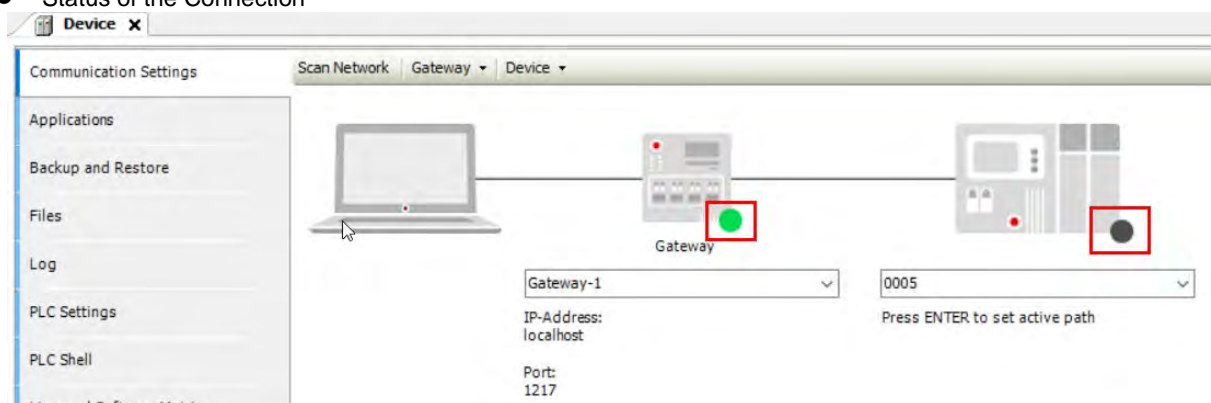 Status of the Connection
Device X
Communication Settings
Scan Network Gateway Device
Applications
Backup and Restore
Files
Log
PLC Settings
PLC Shell
Gateway
Gateway-1
0005
IP-Address:
localhost
Press ENTER to set active path
Port:
1217